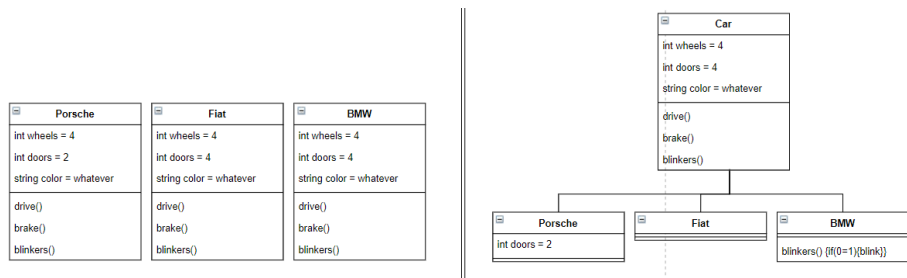 Porsche
int wheels = 4
int doors = 2
string color = whatever
drive()
brake()
blinkers()
Fiat
int wheels = 4
int doors = 4
string color = whatever
drive()
brake()
blinkers()
BMW
int wheels = 4
int doors = 4
string color = whatever
drive()
brake()
blinkers()
Car
int wheels = 4
int doors = 4
string color = whatever
drive()
brake()
blinkers()
Porsche
int doors = 2
Fiat
BMW
blinkers() {if(0=1){blink}}